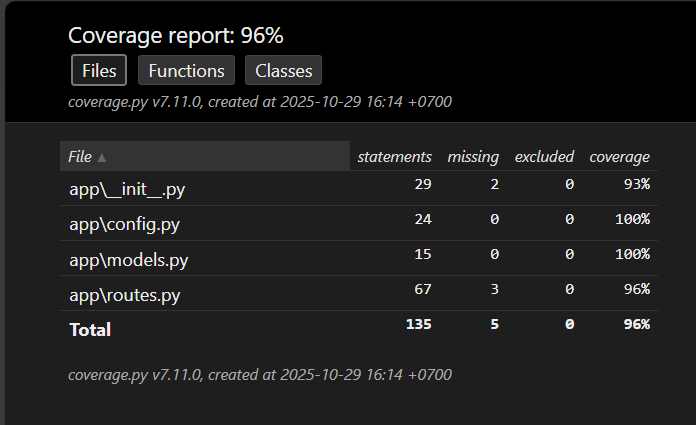 Coverage report: 96%
Files Functions Classes
coverage.py v7.11.0, created at 2025-10-29 16:14 +0700
File ▲ statements missing excluded coverage
app\__init__.py 29 2 0 93%
app\config.py 24 0 0 100%
app\models.py 15 0 0 100%
app\routes.py 67 3 0 96%
Total 135 5 0 96%
coverage.py v7.11.0, created at 2025-10-29 16:14 +0700